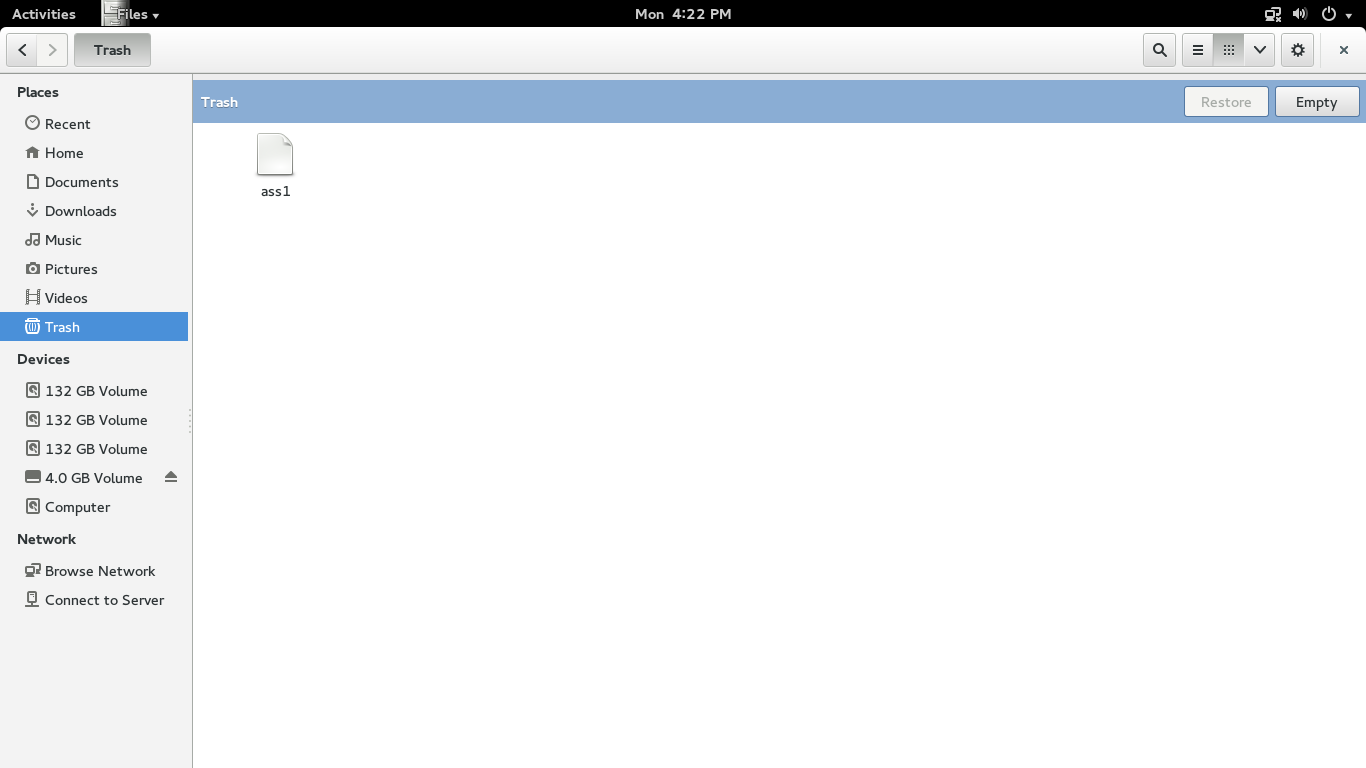 Activities Files Mon 4:22 PM
Trash
Places
Recent
Home
Documents
Downloads
Music
Pictures
Videos
Trash
Devices
132 GB Volume
132 GB Volume
132 GB Volume
4.0 GB Volume
Computer
Network
Browse Network
Connect to Server
Trash Restore Empty
ass1